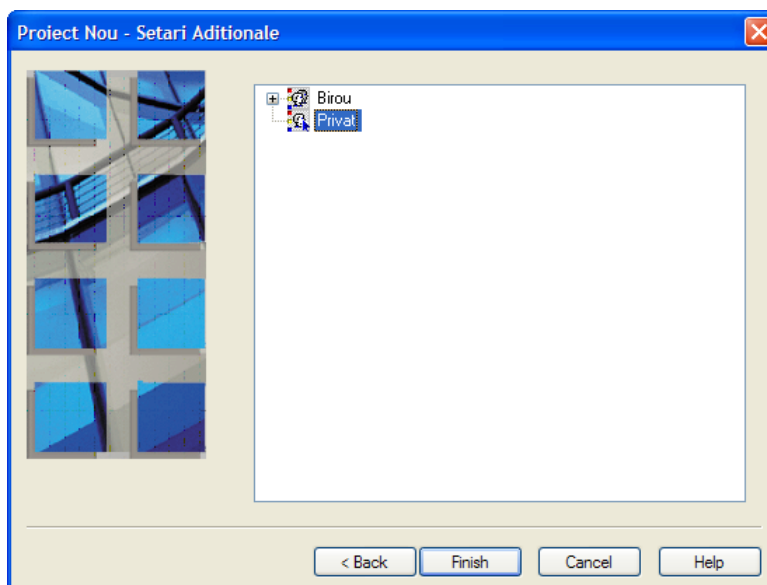 Proiect Nou - Setari Aditionale
Birou
Privat
< Back
Finish
Cancel
Help